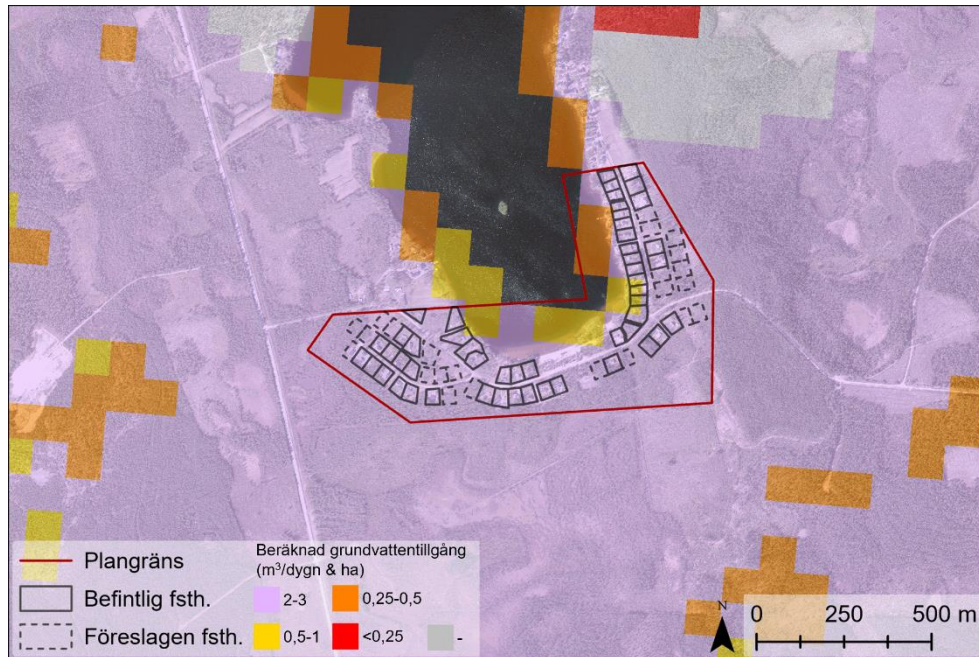 Plangräns
Befintlig fsth.
Föreslagen fsth.
Beräknad grundvattentillgång
(m³/dygn & ha)
2-3
0,25-0,5
0,5-1
<0,25
-
N
0 250 500 m